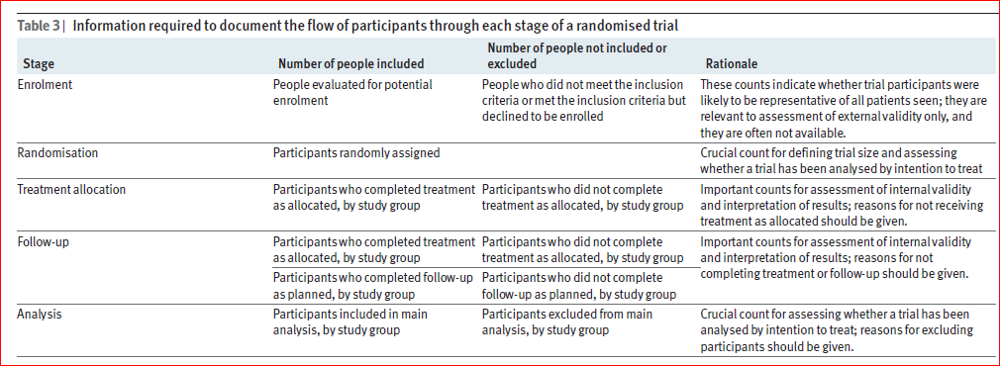 Table 3 | Information required to document the flow of participants through each stage of a randomised trial
Stage
Number of people included
Number of people not included or
excluded
Rationale
Enrolment
People evaluated for potential
enrolment
People who did not meet the inclusion
criteria or met the inclusion criteria but
declined to be enrolled
These counts indicate whether trial participants were
likely to be representative of all patients seen; they are
relevant to assessment of external validity only, and
they are often not available.
Randomisation
Participants randomly assigned
Crucial count for defining trial size and assessing
whether a trial has been analysed by intention to treat
Treatment allocation
Participants who completed treatment
as allocated, by study group
Participants who did not complete
treatment as allocated, by study group
Important counts for assessment of internal validity
and interpretation of results; reasons for not receiving
treatment as allocated should be given.
Follow-up
Participants who completed treatment
as allocated, by study group
Participants who did not complete
treatment as allocated, by study group
Important counts for assessment of internal validity
and interpretation of results; reasons for not
completing treatment or follow-up should be given.
Participants who completed follow-up
as planned, by study group
Participants who did not complete
follow-up as planned, by study group
Analysis
Participants included in main
analysis, by study group
Participants excluded from main
analysis, by study group
Crucial count for assessing whether a trial has been
analysed by intention to treat; reasons for excluding
participants should be given.